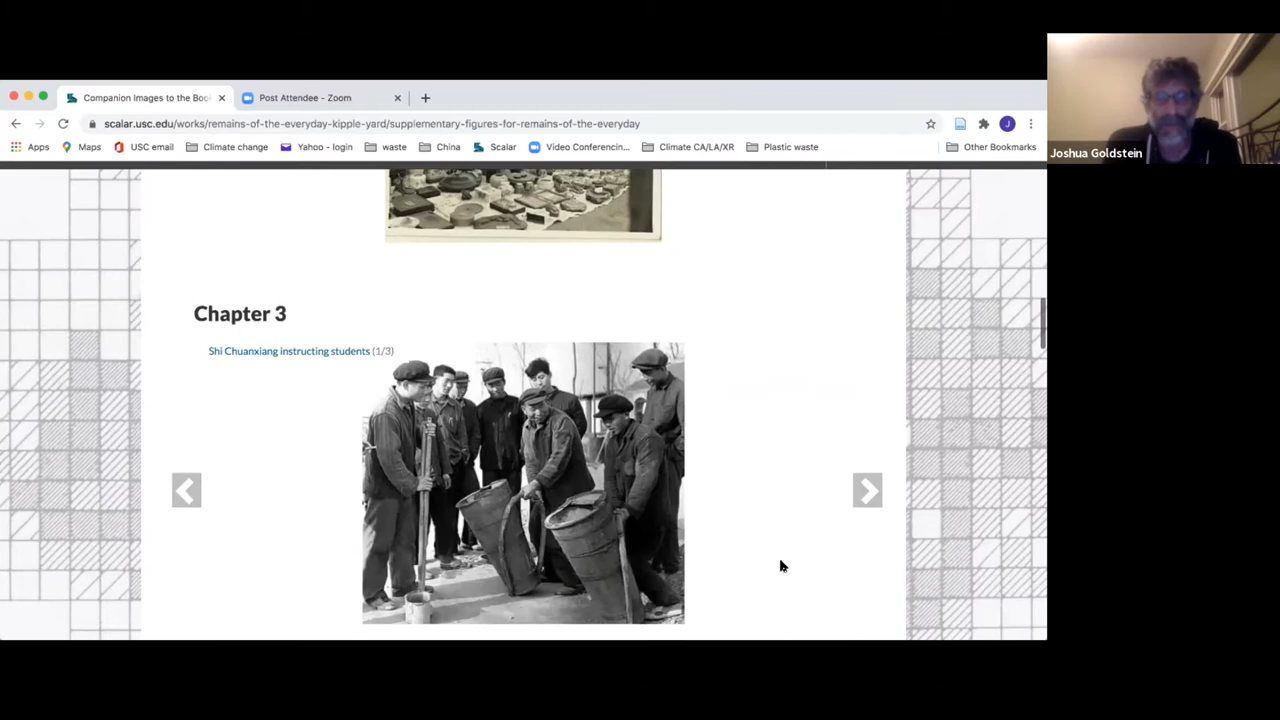 Companion Images to the Boo
Post Attendee - Zoom
scalar.usc.edu/works/remains-of-the-everyday-kipple-yard/supplementary-figures-for-remains-of-the-everyday
J
Apps Maps USC email Climate change Yahoo - login waste China Scalar Video Conferencin... Climate CA/LA/XR Plastic waste Other Bookmarks
Joshua Goldstein
Chapter 3
Shi Chuanxiang instructing students (1/3)